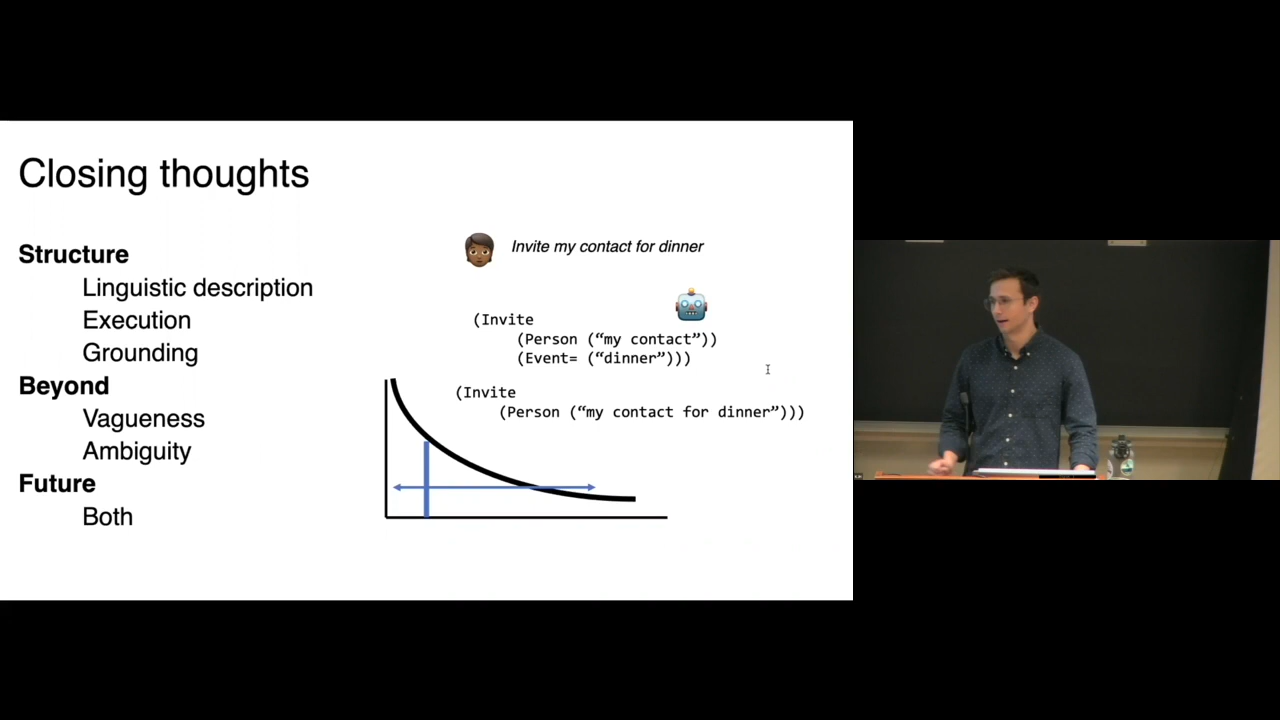 Closing thoughts
Structure
Linguistic description
Execution
Grounding
Beyond
Vagueness
Ambiguity
Future
Both
Invite my contact for dinner
(Invite
(Person (“my contact”))
(Event= (“dinner”)))
(Invite
(Person (“my contact for dinner”)))